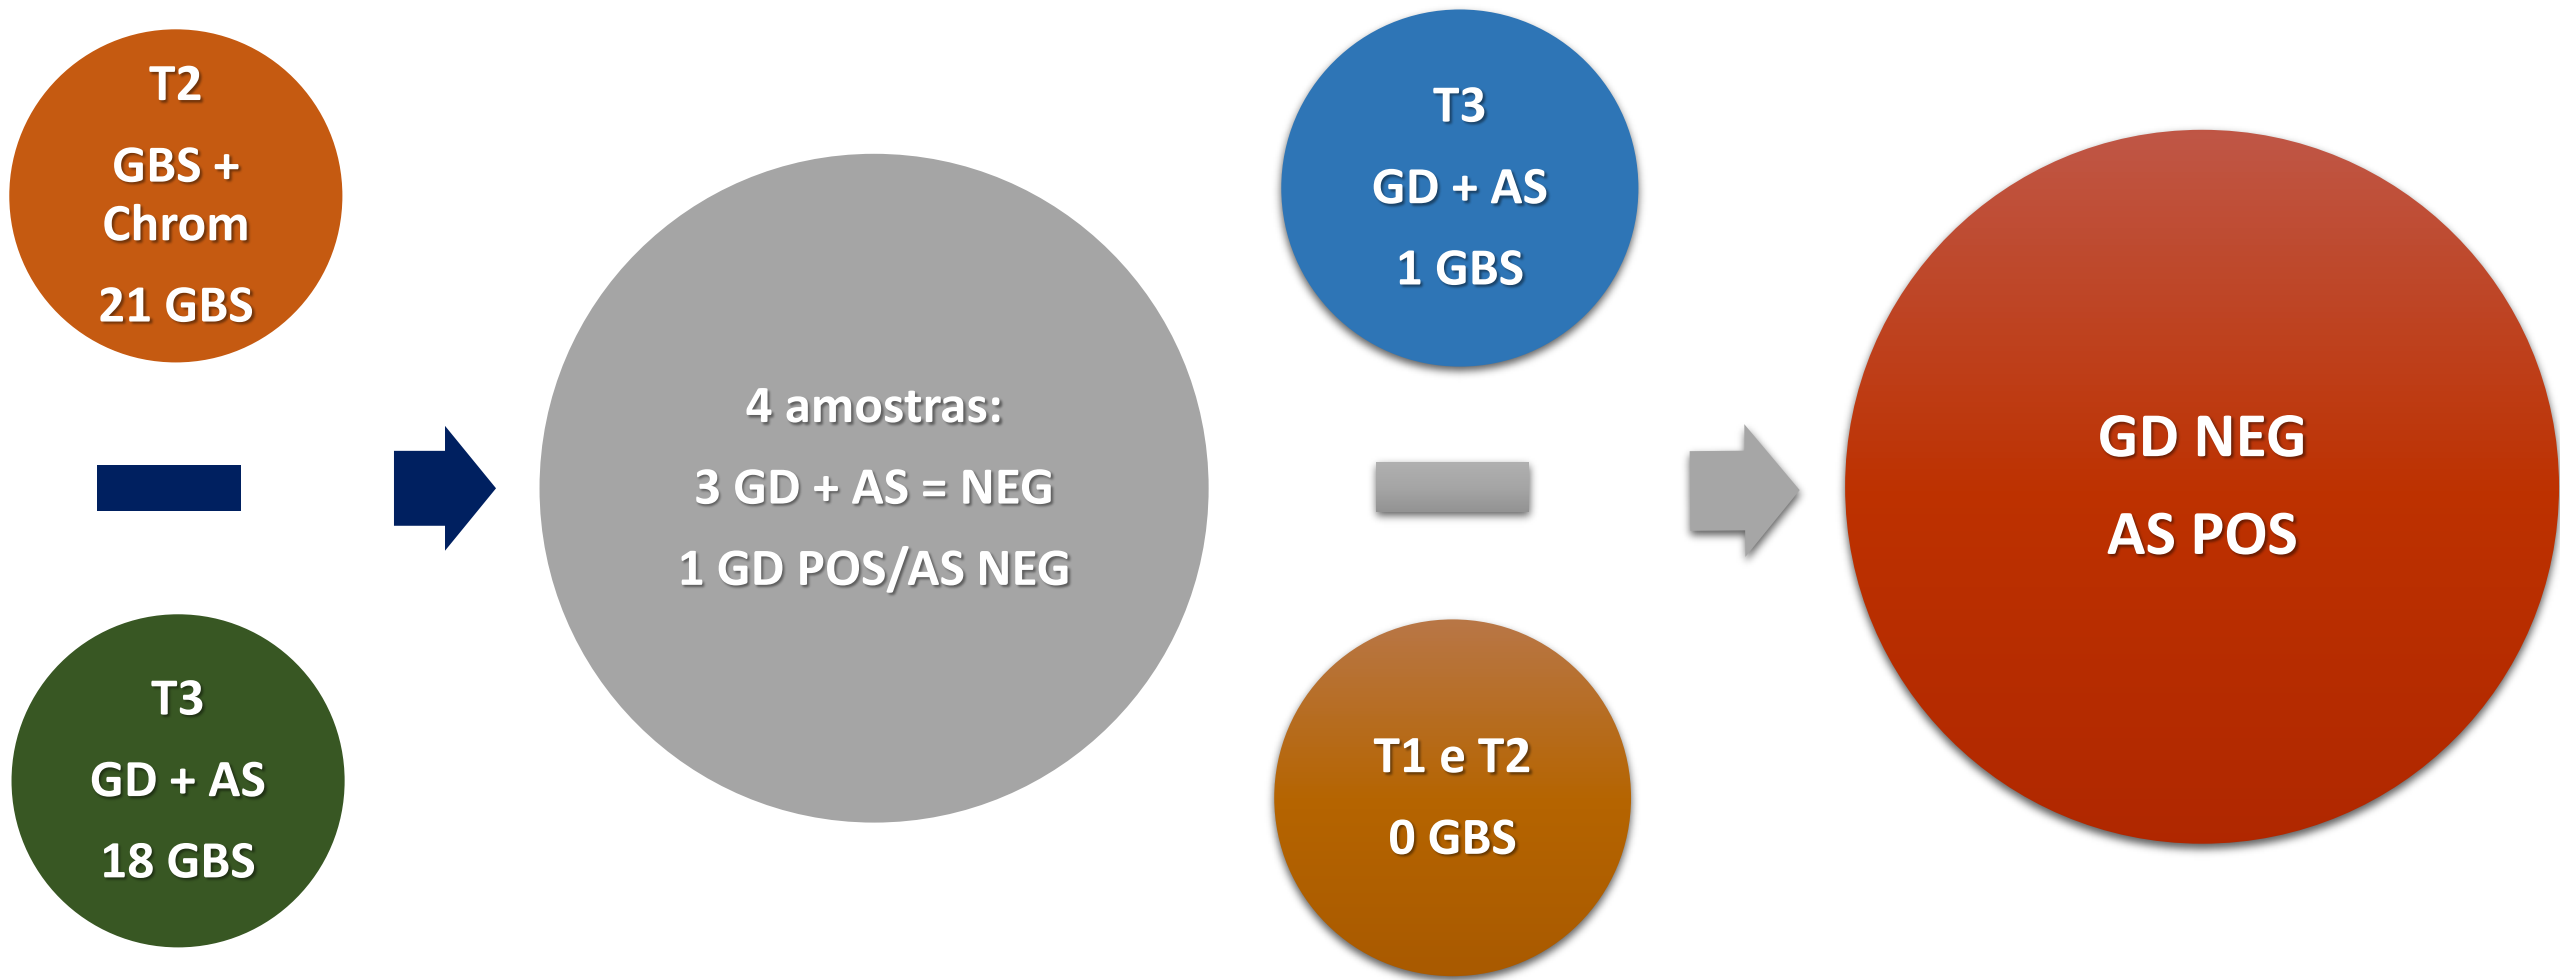 T2
GBS +
Chrom
21 GBS
T3
GD + AS
18 GBS
4 amostras:
3 GD + AS = NEG
1 GD POS/AS NEG
T3
GD + AS
1 GBS
T1 e T2
0 GBS
GD NEG
AS POS